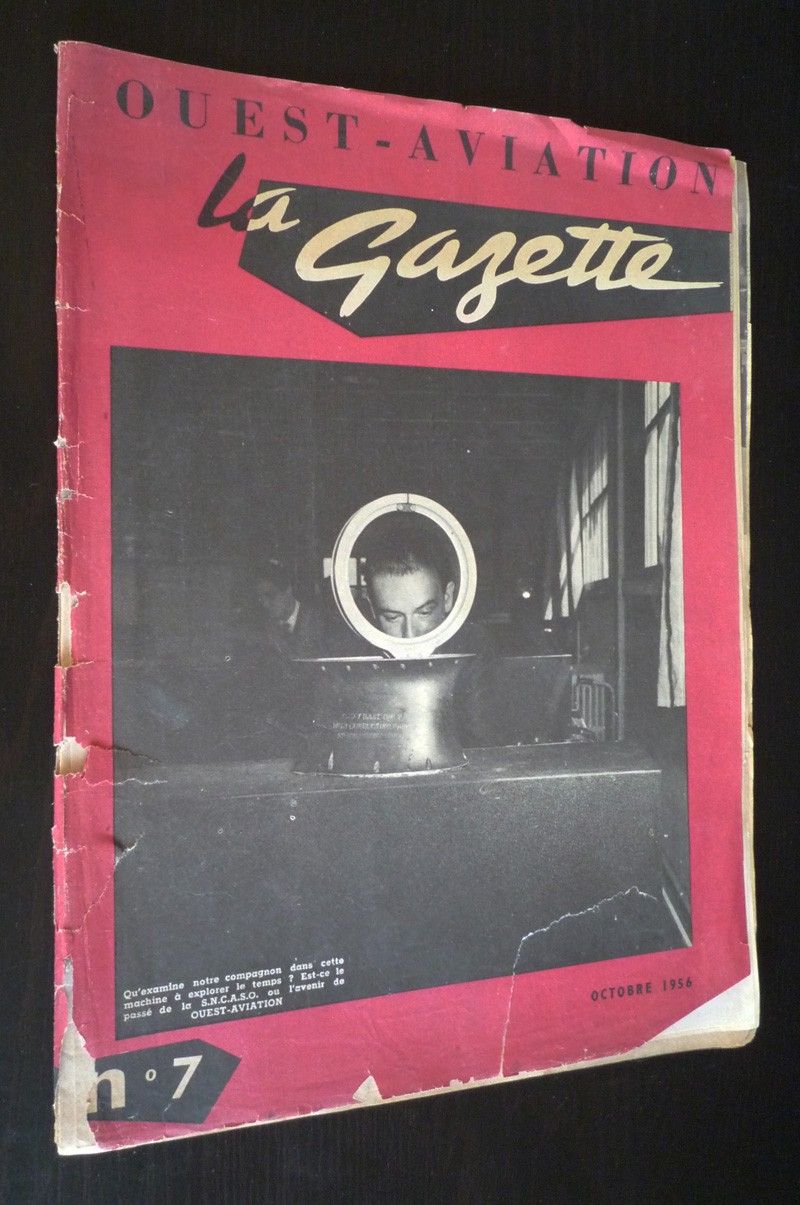 OUEST-AVIATION
La Gazette
Qu'examine notre compagnon dans cette
machine à explorer le temps ? Est-ce le
passé de la S.N.C.A.S.O. ou l'avenir de
OUEST-AVIATION
OCTOBRE 1956
n° 7